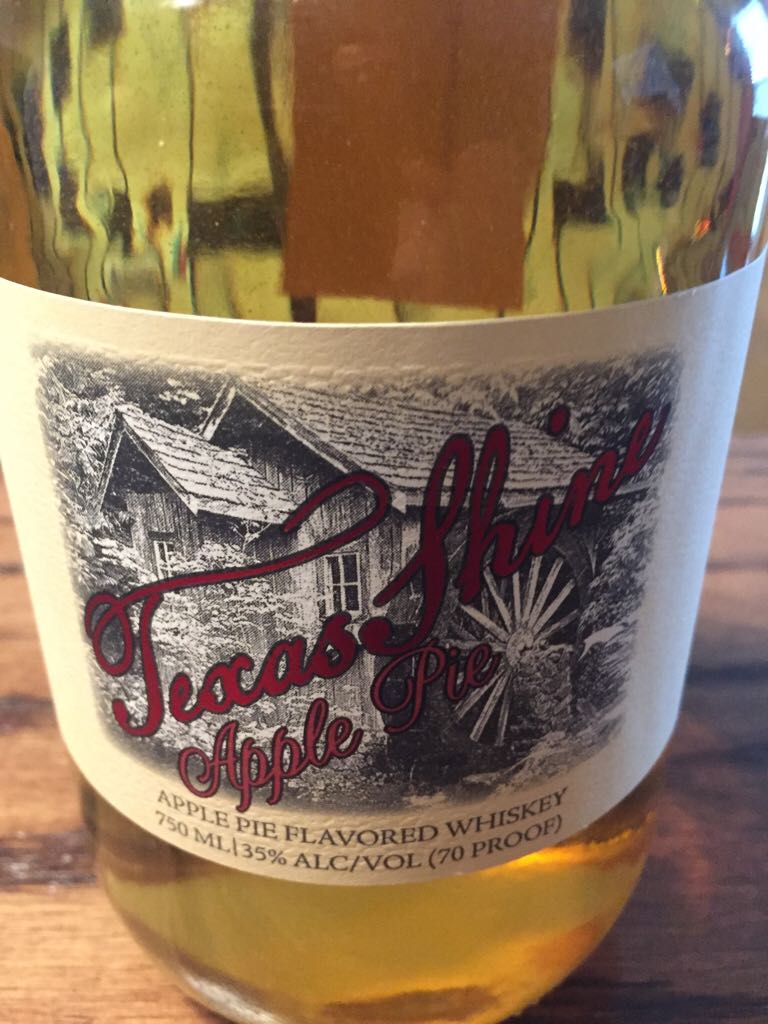 Texas Shine
Apple Pie
APPLE PIE FLAVORED WHISKEY
750 ML|35% ALC/VOL (70 PROOF)